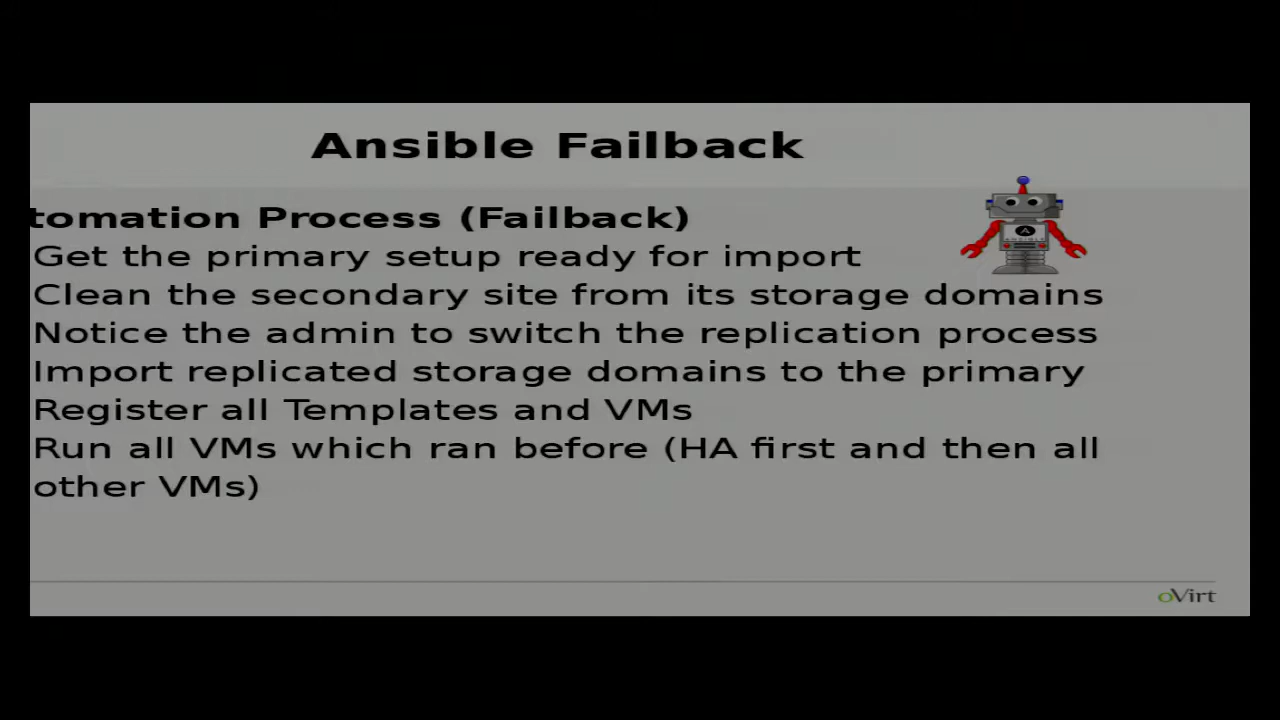 Ansible Failback
tomation Process (Failback)
Get the primary setup ready for import
Clean the secondary site from its storage domains
Notice the admin to switch the replication process
Import replicated storage domains to the primary
Register all Templates and VMs
Run all VMs which ran before (HA first and then all
other VMs)
A
ANSIBLE
oVirt